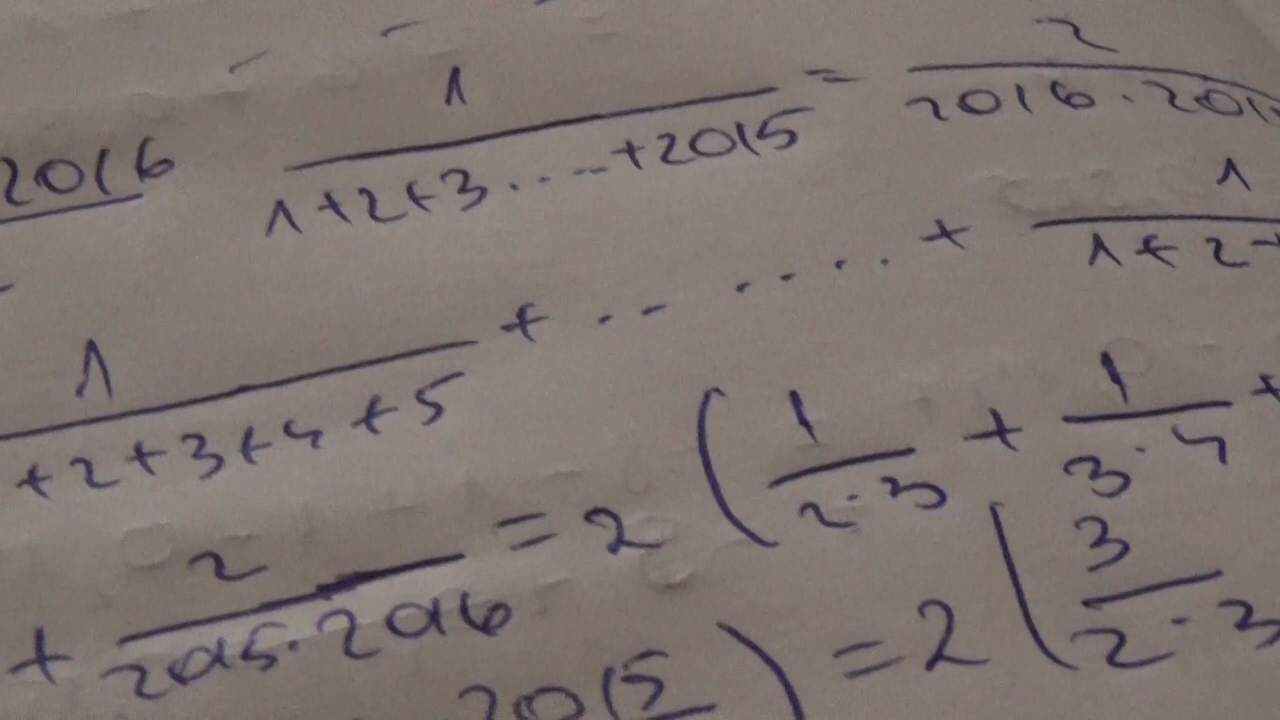 2016 1/(1+2+3.....+2015) = 2/(2016·201
1/(+2+3+4+5) + .. ..... + 1/(1+2+
+ 2/(2015·2016) = 2 (1/(2·3) + 1/(3·4) +
2015 ) = 2 (3/(2·3)